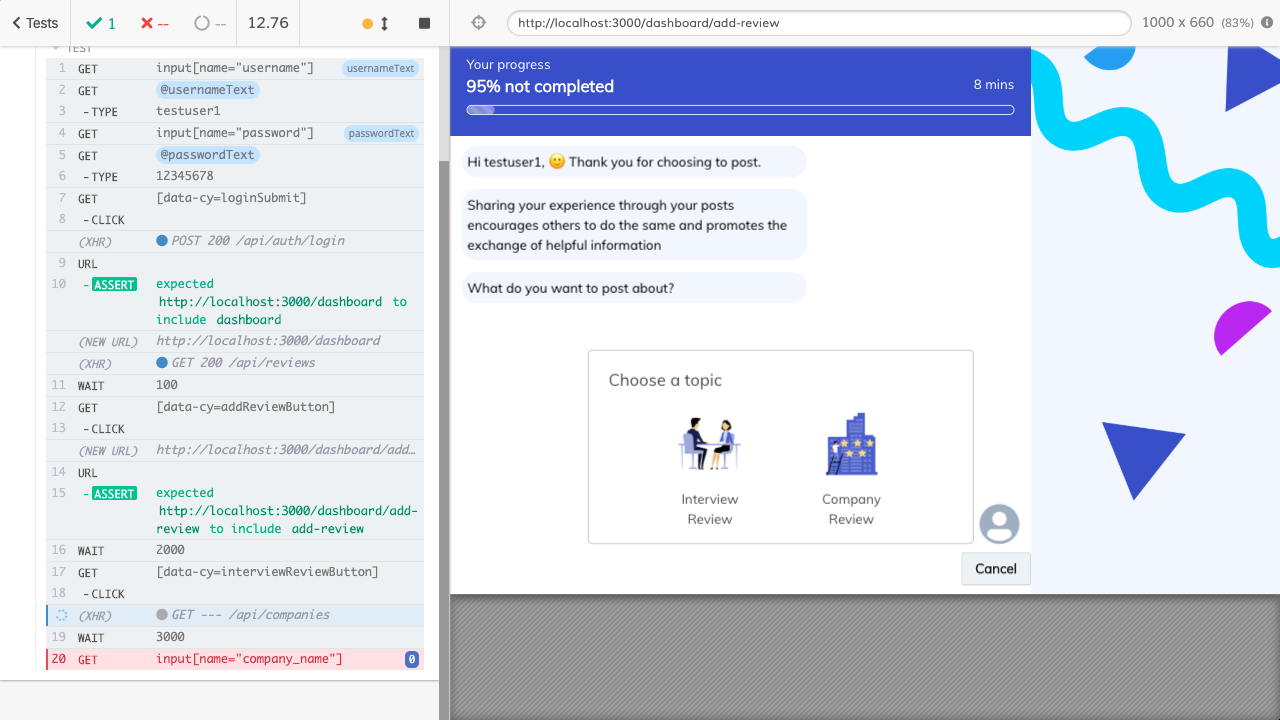 Tests
1
--
--
12.76
http://localhost:3000/dashboard/add-review
1000 x 660 (83%)
TEST
1 GET input[name="username"] usernameText
2 GET @usernameText
3 -TYPE testuser1
4 GET input[name="password"] passwordText
5 GET @passwordText
6 -TYPE 12345678
7 GET [data-cy=loginSubmit]
8 -CLICK
(XHR) POST 200 /api/auth/login
9 URL
10 -ASSERT expected
http://localhost:3000/dashboard to
include dashboard
(NEW URL) http://localhost:3000/dashboard
(XHR) GET 200 /api/reviews
11 WAIT 100
12 GET [data-cy=addReviewButton]
13 -CLICK
(NEW URL) http://localhost:3000/dashboard/add…
14 URL
15 -ASSERT expected
http://localhost:3000/dashboard/add-
review to include add-review
16 WAIT 2000
17 GET [data-cy=interviewReviewButton]
18 -CLICK
(XHR) GET --- /api/companies
19 WAIT 3000
20 GET input[name="company_name"] 0
Your progress
95% not completed
8 mins
Hi testuser1, 🙂 Thank you for choosing to post.
Sharing your experience through your posts
encourages others to do the same and promotes the
exchange of helpful information
What do you want to post about?
Choose a topic
Interview
Review
Company
Review
Cancel